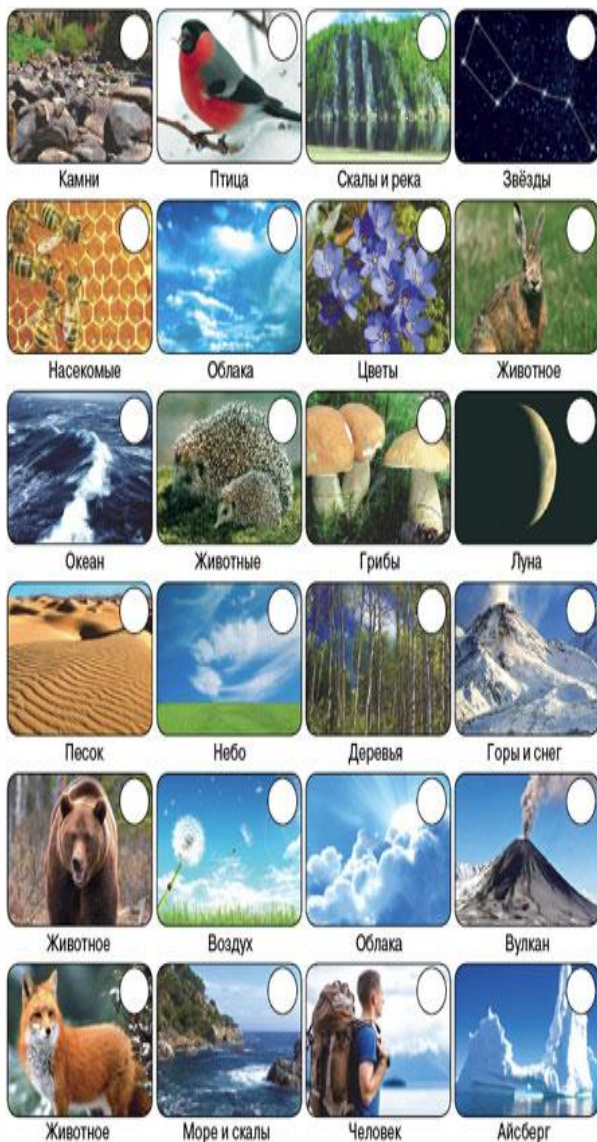 Камни Птица Скалы и река Звёзды
Насекомые Облака Цветы Животное
Океан Животные Грибы Луна
Песок Небо Деревья Горы и снег
Животное Воздух Облака Вулкан
Животное Море и скалы Человек Айсберг